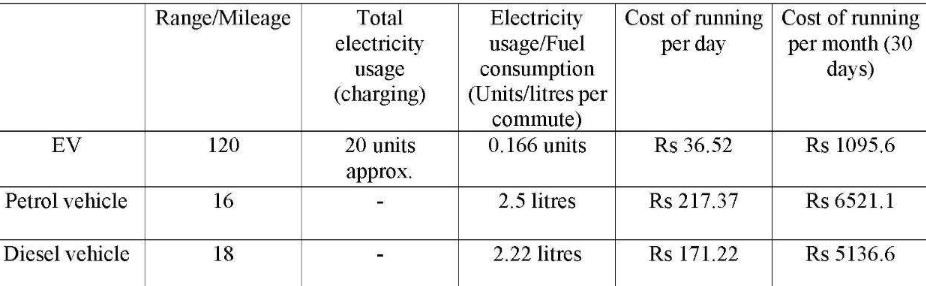 Range/Mileage
Total
electricity
usage
(charging)
Electricity
usage/Fuel
consumption
(Units/litres per
commute)
Cost of running
per day
Cost of running
per month (30
days)
EV
120
20 units
approx.
0.166 units
Rs 36.52
Rs 1095.6
Petrol vehicle
16
-
2.5 litres
Rs 217.37
Rs 6521.1
Diesel vehicle
18
-
2.22 litres
Rs 171.22
Rs 5136.6